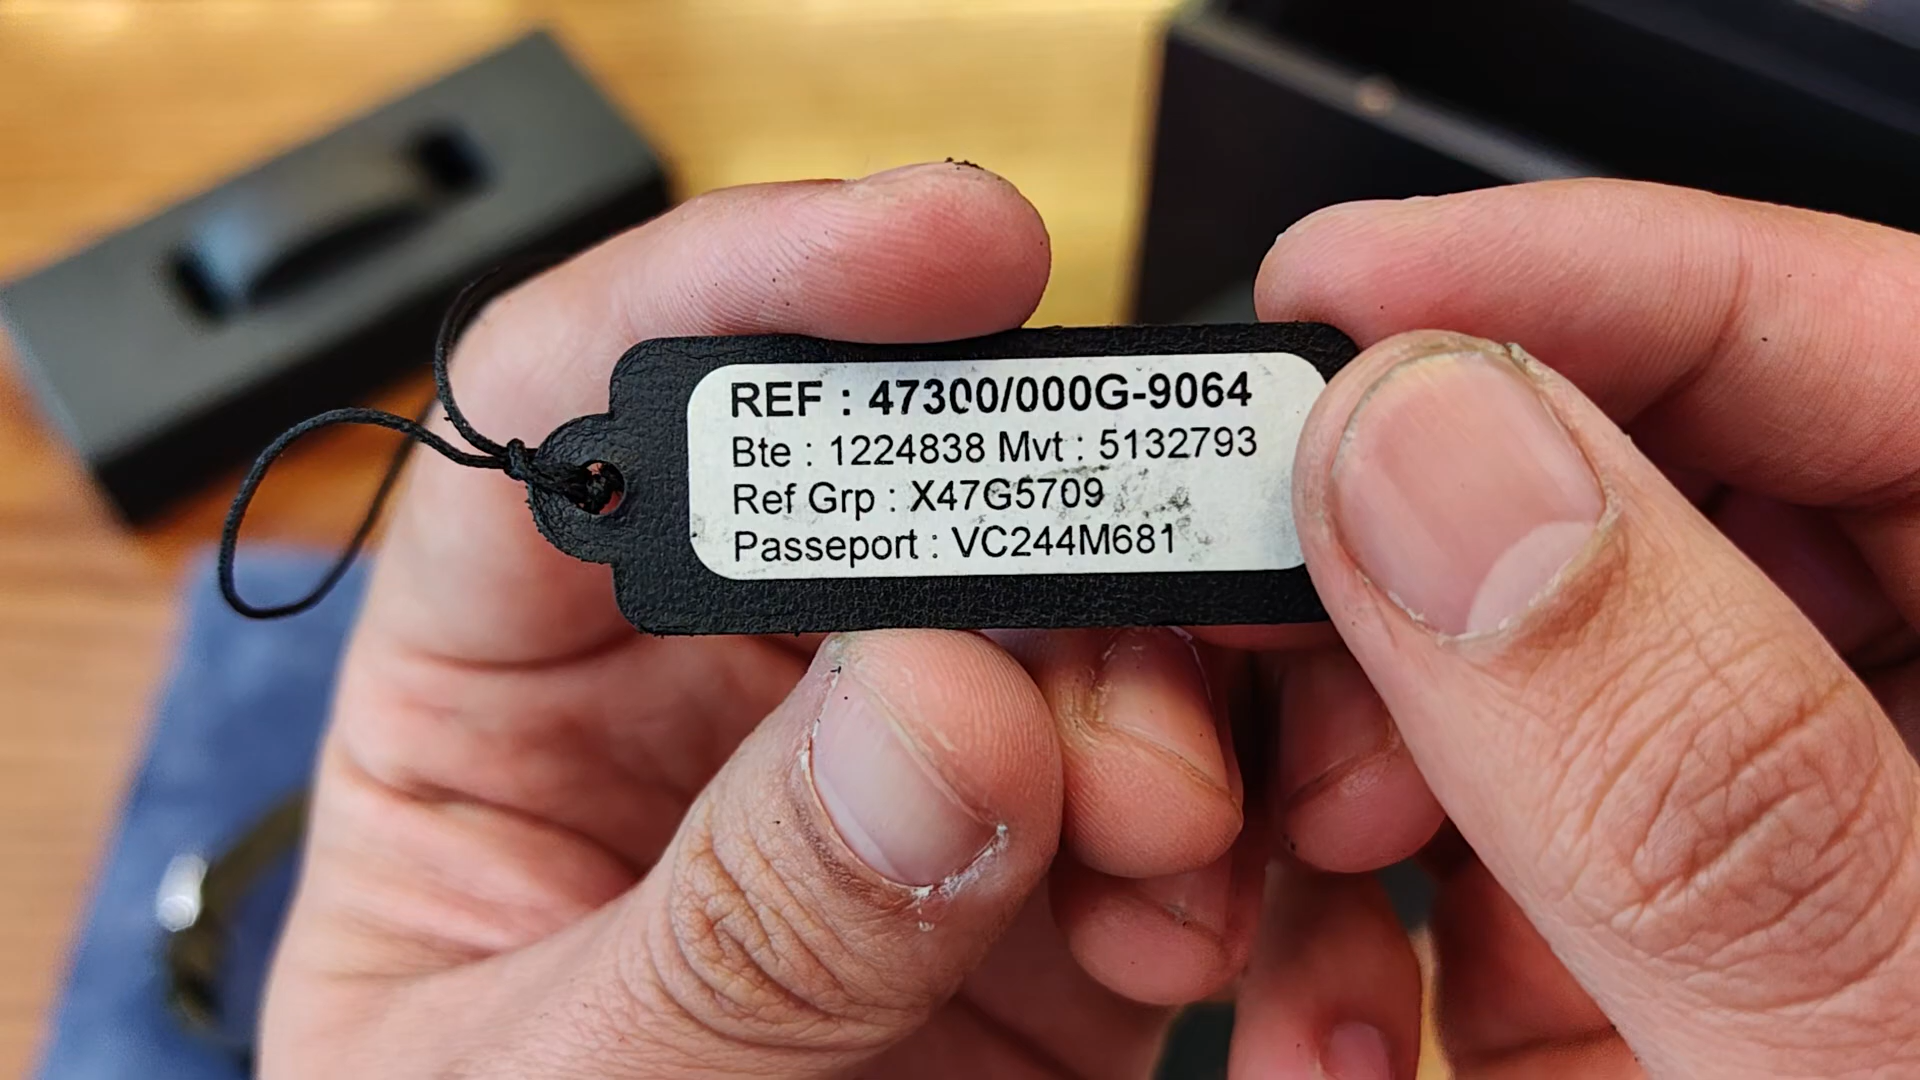 REF : 47300/000G-9064
Bte : 1224838 Mvt : 5132793
Ref Grp : X47G5709
Passeport : VC244M681